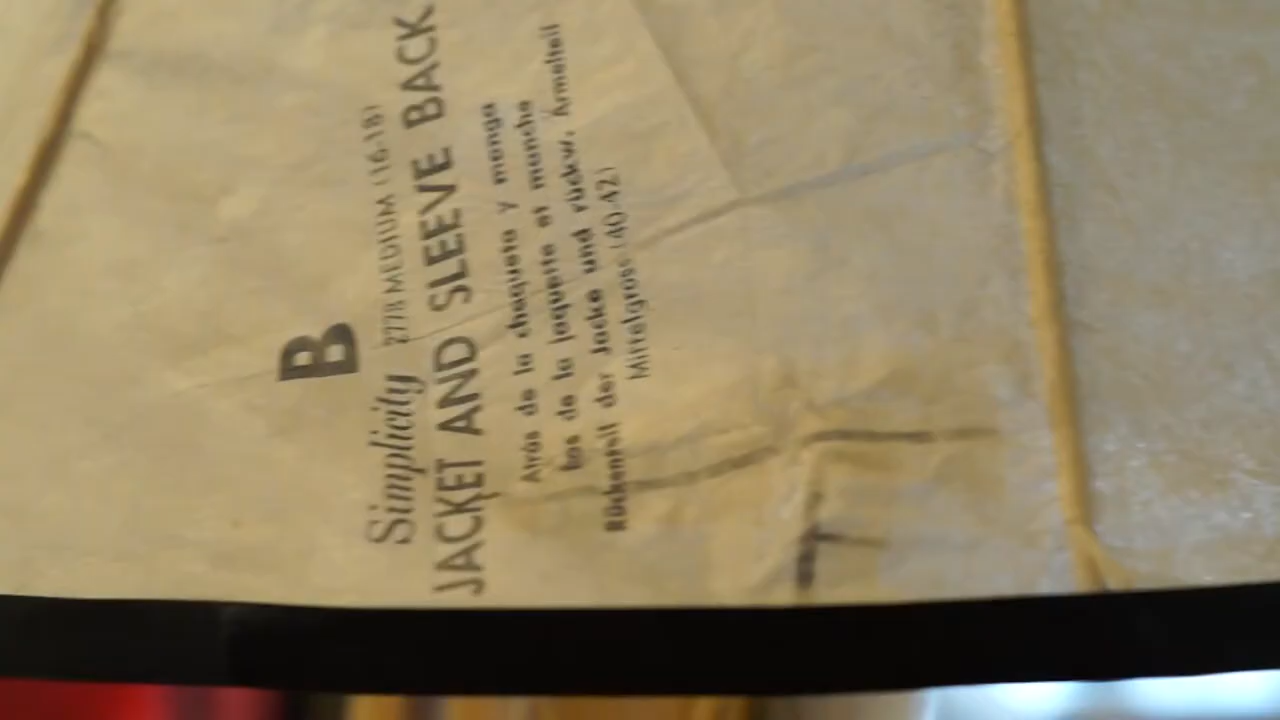 B
Simplicity 2778 MEDIUM (16-18)
JACKET AND SLEEVE BACK
Atrás de la chaqueta y manga
dos de la jaquette et manche
Rückenteil der Jacke und rückw. Ärmelteil
Mittelgross (40-42)